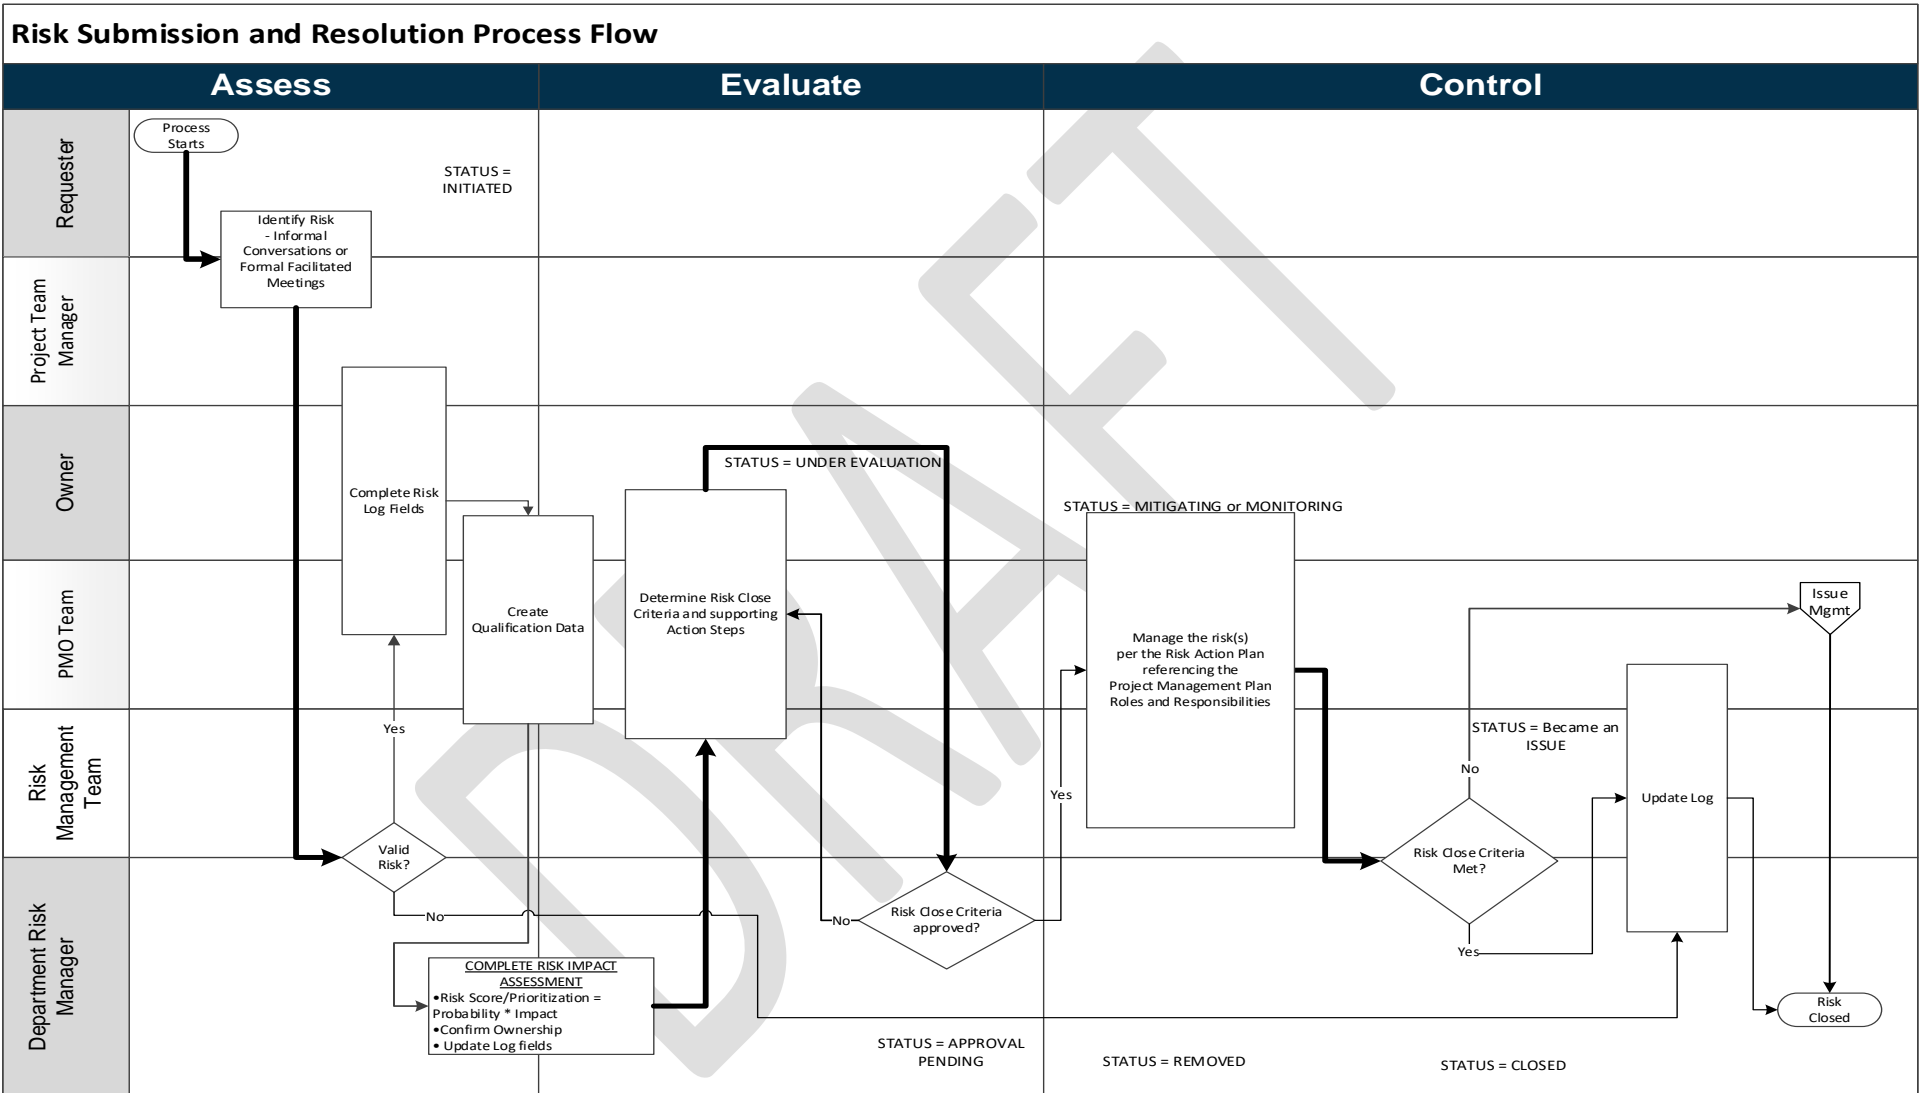 Risk Submission and Resolution Process Flow
Assess
Evaluate
Control
Requester
Process
Starts
STATUS =
INITIATED
Identify Risk
- Informal
Conversations or
Formal Facilitated
Meetings
Project Team
Manager
Owner
Complete Risk
Log Fields
STATUS = UNDER EVALUATION
STATUS = MITIGATING or MONITORING
PMO Team
Create
Qualification Data
Determine Risk Close
Criteria and supporting
Action Steps
Manage the risk(s)
per the Risk Action Plan
referencing the
Project Management Plan
Roles and Responsibilities
Issue
Mgmt
Risk
Management
Team
Yes
Valid
Risk?
No
Yes
STATUS = Became an
ISSUE
No
Update Log
Risk Close Criteria
Met?
Yes
Department Risk
Manager
COMPLETE RISK IMPACT
ASSESSMENT
•Risk Score/Prioritization =
Probability * Impact
•Confirm Ownership
• Update Log fields
No
Risk Close Criteria
approved?
STATUS = APPROVAL
PENDING
STATUS = REMOVED
STATUS = CLOSED
Risk
Closed
DRAFT